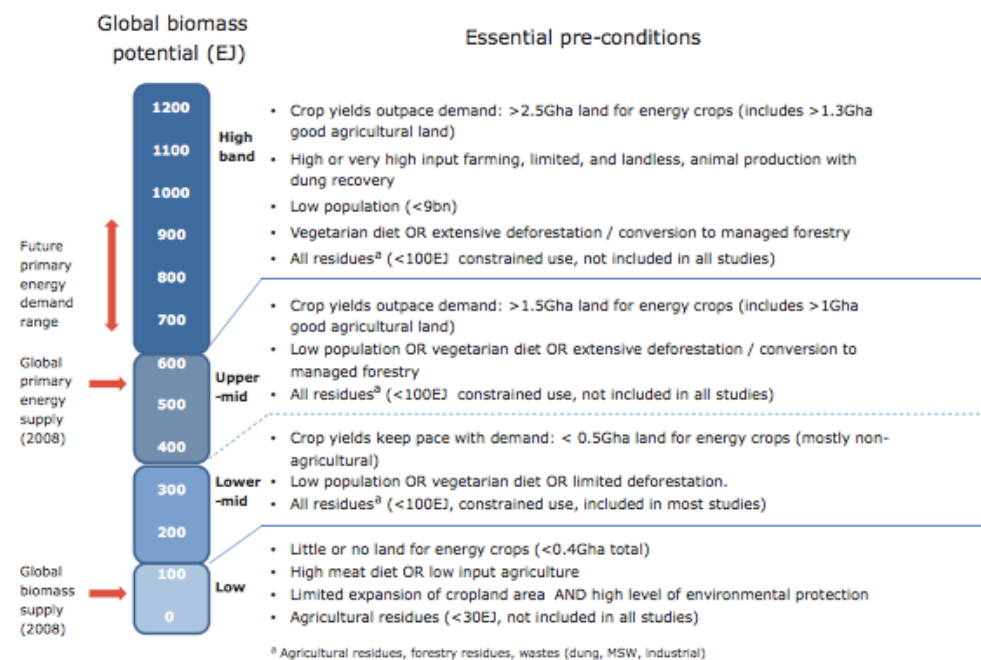 Global biomass
potential (EJ)
Essential pre-conditions
1200
1100
1000
900
800
700
600
500
400
300
200
100
0
High
band
Upper
-mid
Lower
-mid
Low
Future
primary
energy
demand
range
Global
primary
energy
supply
(2008)
Global
biomass
supply
(2008)
• Crop yields outpace demand: >2.5Gha land for energy crops (includes >1.3Gha
good agricultural land)
• High or very high input farming, limited, and landless, animal production with
dung recovery
• Low population (<9bn)
• Vegetarian diet OR extensive deforestation / conversion to managed forestry
• All residuesᵃ (<100EJ constrained use, not included in all studies)
• Crop yields outpace demand: >1.5Gha land for energy crops (includes >1Gha
good agricultural land)
• Low population OR vegetarian diet OR extensive deforestation / conversion to
managed forestry
• All residuesᵃ (<100EJ constrained use, not included in all studies)
• Crop yields keep pace with demand: < 0.5Gha land for energy crops (mostly non-
agricultural)
• Low population OR vegetarian diet OR limited deforestation.
• All residuesᵃ (<100EJ, constrained use, included in most studies)
• Little or no land for energy crops (<0.4Gha total)
• High meat diet OR low input agriculture
• Limited expansion of cropland area AND high level of environmental protection
• Agricultural residues (<30EJ, not included in all studies)
ᵃ Agricultural residues, forestry residues, wastes (dung, MSW, industrial)